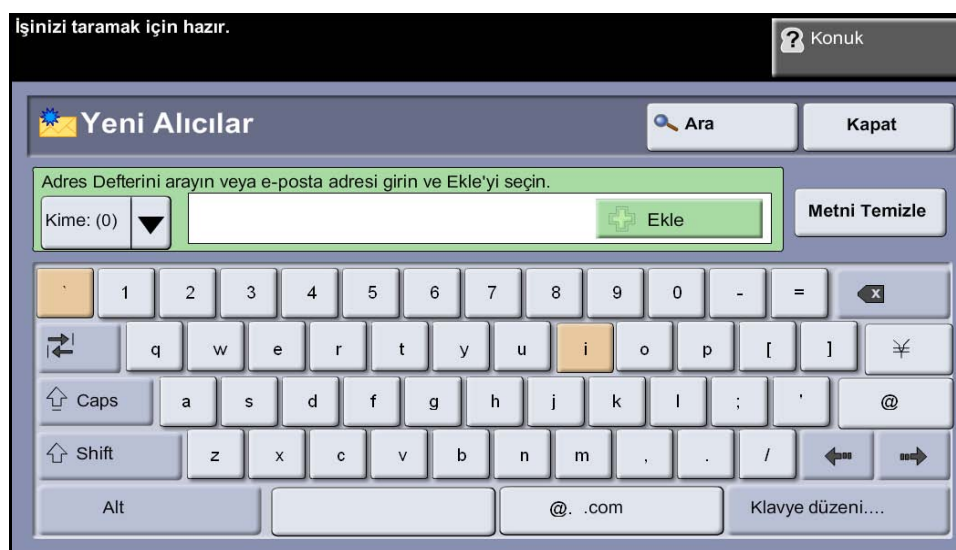 İşinizi taramak için hazır.
? Konuk
Yeni Alıcılar
Ara
Kapat
Adres Defterini arayın veya e-posta adresi girin ve Ekle'yi seçin.
Kime: (0)
Ekle
Metni Temizle
` 1 2 3 4 5 6 7 8 9 0 - = x
q w e r t y u i o p [ ] ¥
Caps a s d f g h j k l ; ' @
Shift z x c v b n m , . /
Alt @. .com Klavye düzeni....